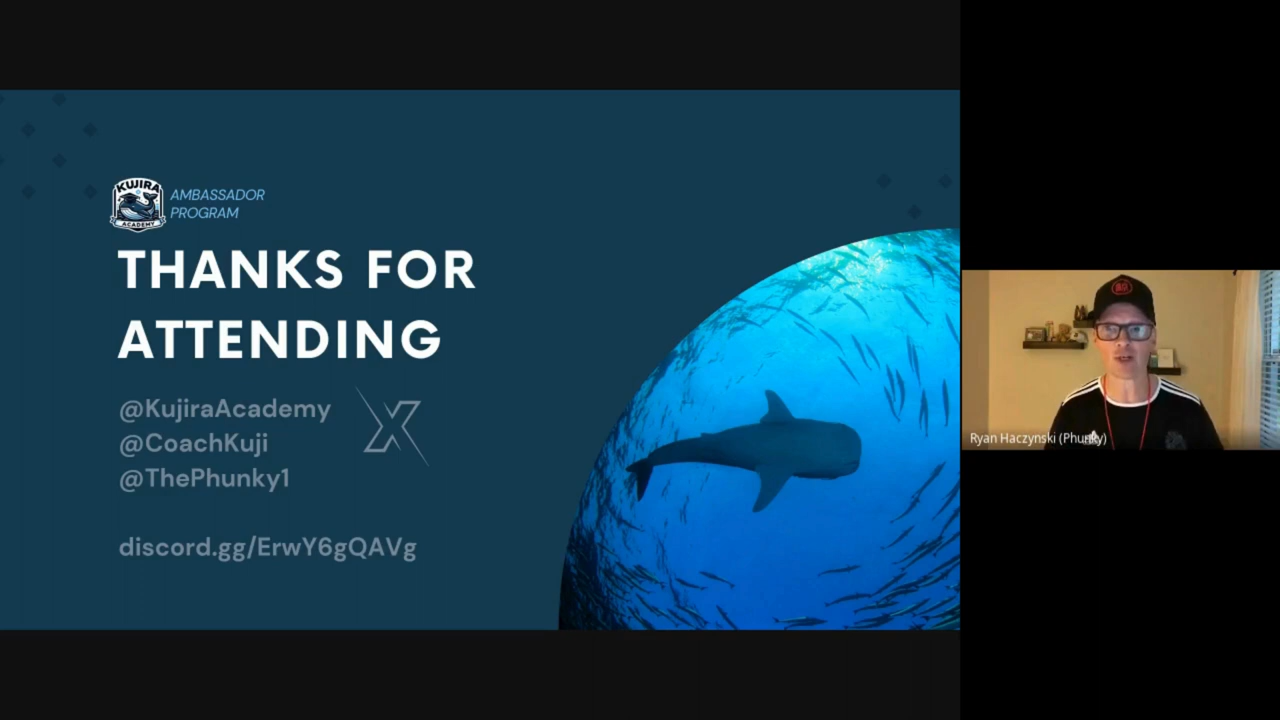 KUJIRA
ACADEMY
AMBASSADOR
PROGRAM
THANKS FOR
ATTENDING
@KujiraAcademy
@CoachKuji
@ThePhunky1
discord.gg/ErwY6gQAVg
Ryan Haczynski (Phunky)